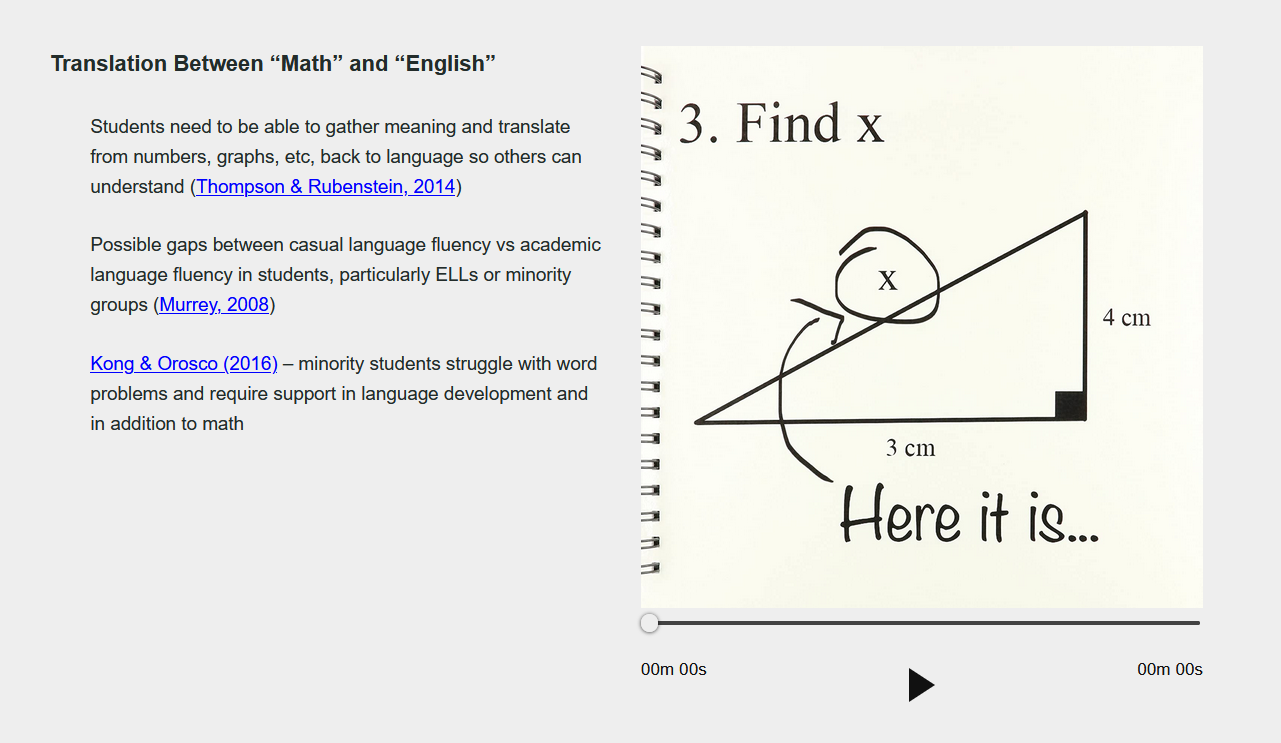 Translation Between “Math” and “English”
Students need to be able to gather meaning and translate
from numbers, graphs, etc, back to language so others can
understand (Thompson & Rubenstein, 2014)
Possible gaps between casual language fluency vs academic
language fluency in students, particularly ELLs or minority
groups (Murrey, 2008)
Kong & Orosco (2016) – minority students struggle with word
problems and require support in language development and
in addition to math
3. Find x
x
4 cm
3 cm
Here it is...
00m 00s
00m 00s